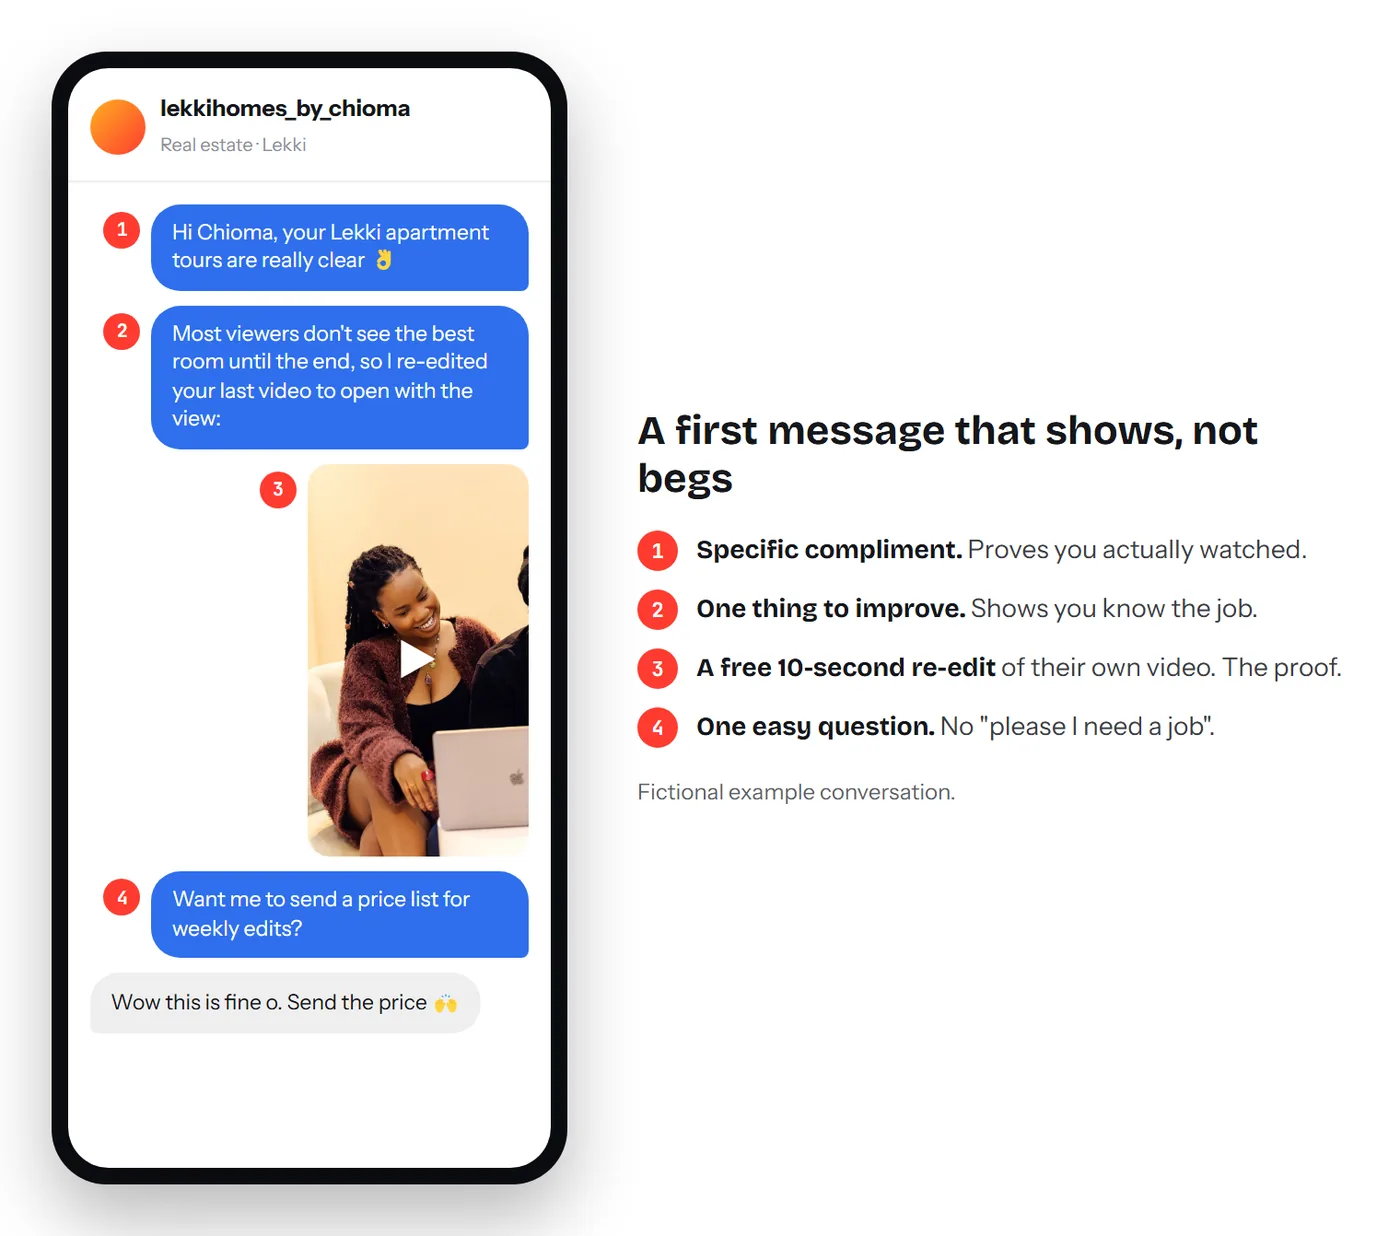 lekkihomes_by_chioma
Real estate · Lekki
1
Hi Chioma, your Lekki apartment
tours are really clear 👌
2
Most viewers don't see the best
room until the end, so I re-edited
your last video to open with the
view:
3
4
Want me to send a price list for
weekly edits?
Wow this is fine o. Send the price 🙌
A first message that shows, not
begs
1 Specific compliment. Proves you actually watched.
2 One thing to improve. Shows you know the job.
3 A free 10-second re-edit of their own video. The proof.
4 One easy question. No "please I need a job".
Fictional example conversation.